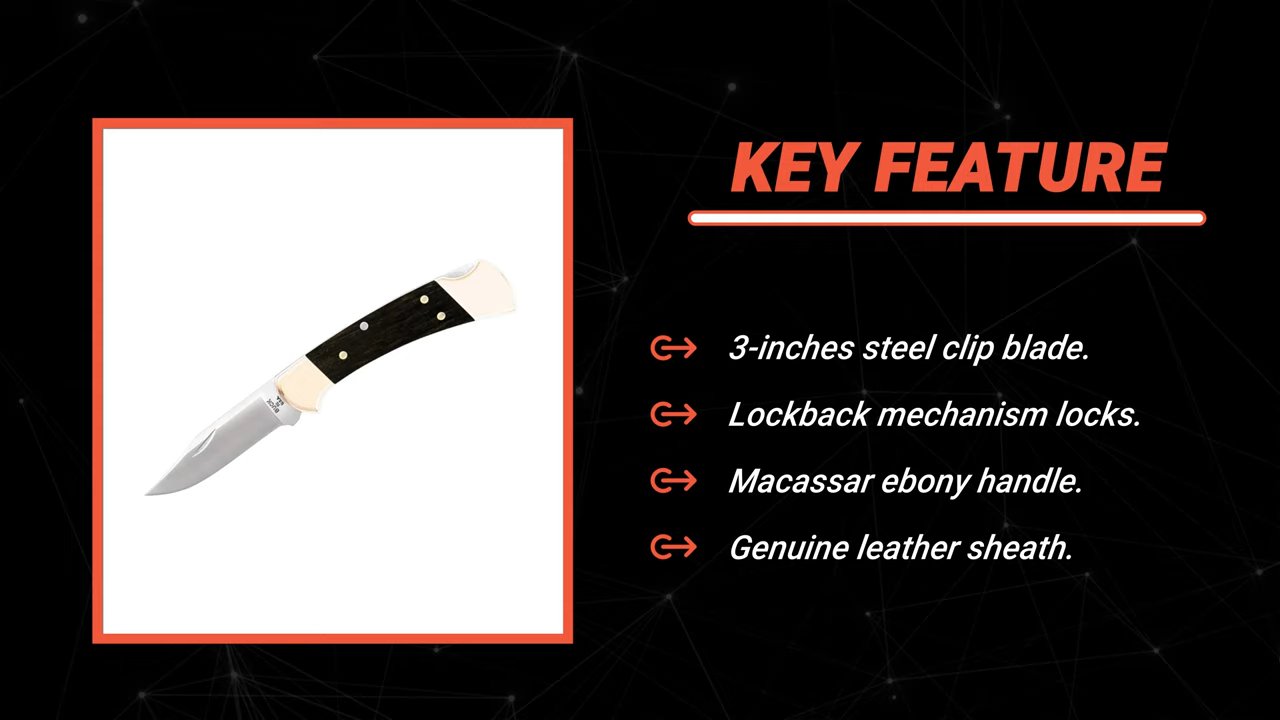 KEY FEATURE
3-inches steel clip blade.
Lockback mechanism locks.
Macassar ebony handle.
Genuine leather sheath.